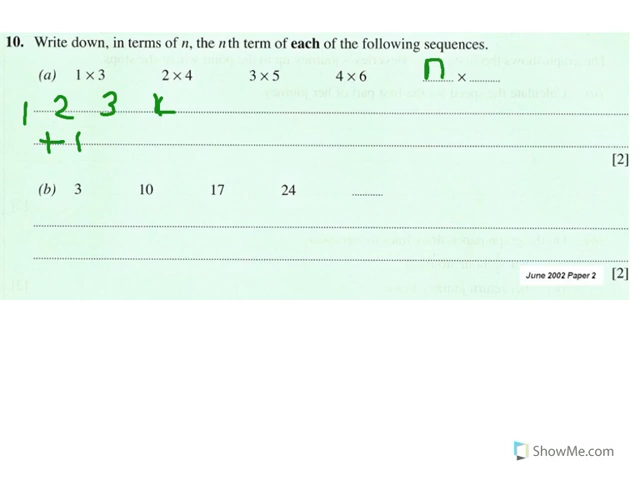 10. Write down, in terms of n, the nth term of each of the following sequences.
(a) 1 × 3 2 × 4 3 × 5 4 × 6 n × ..........
1 2 3
+1
[2]
(b) 3 10 17 24 ..........
June 2002 Paper 2 [2]
ShowMe.com